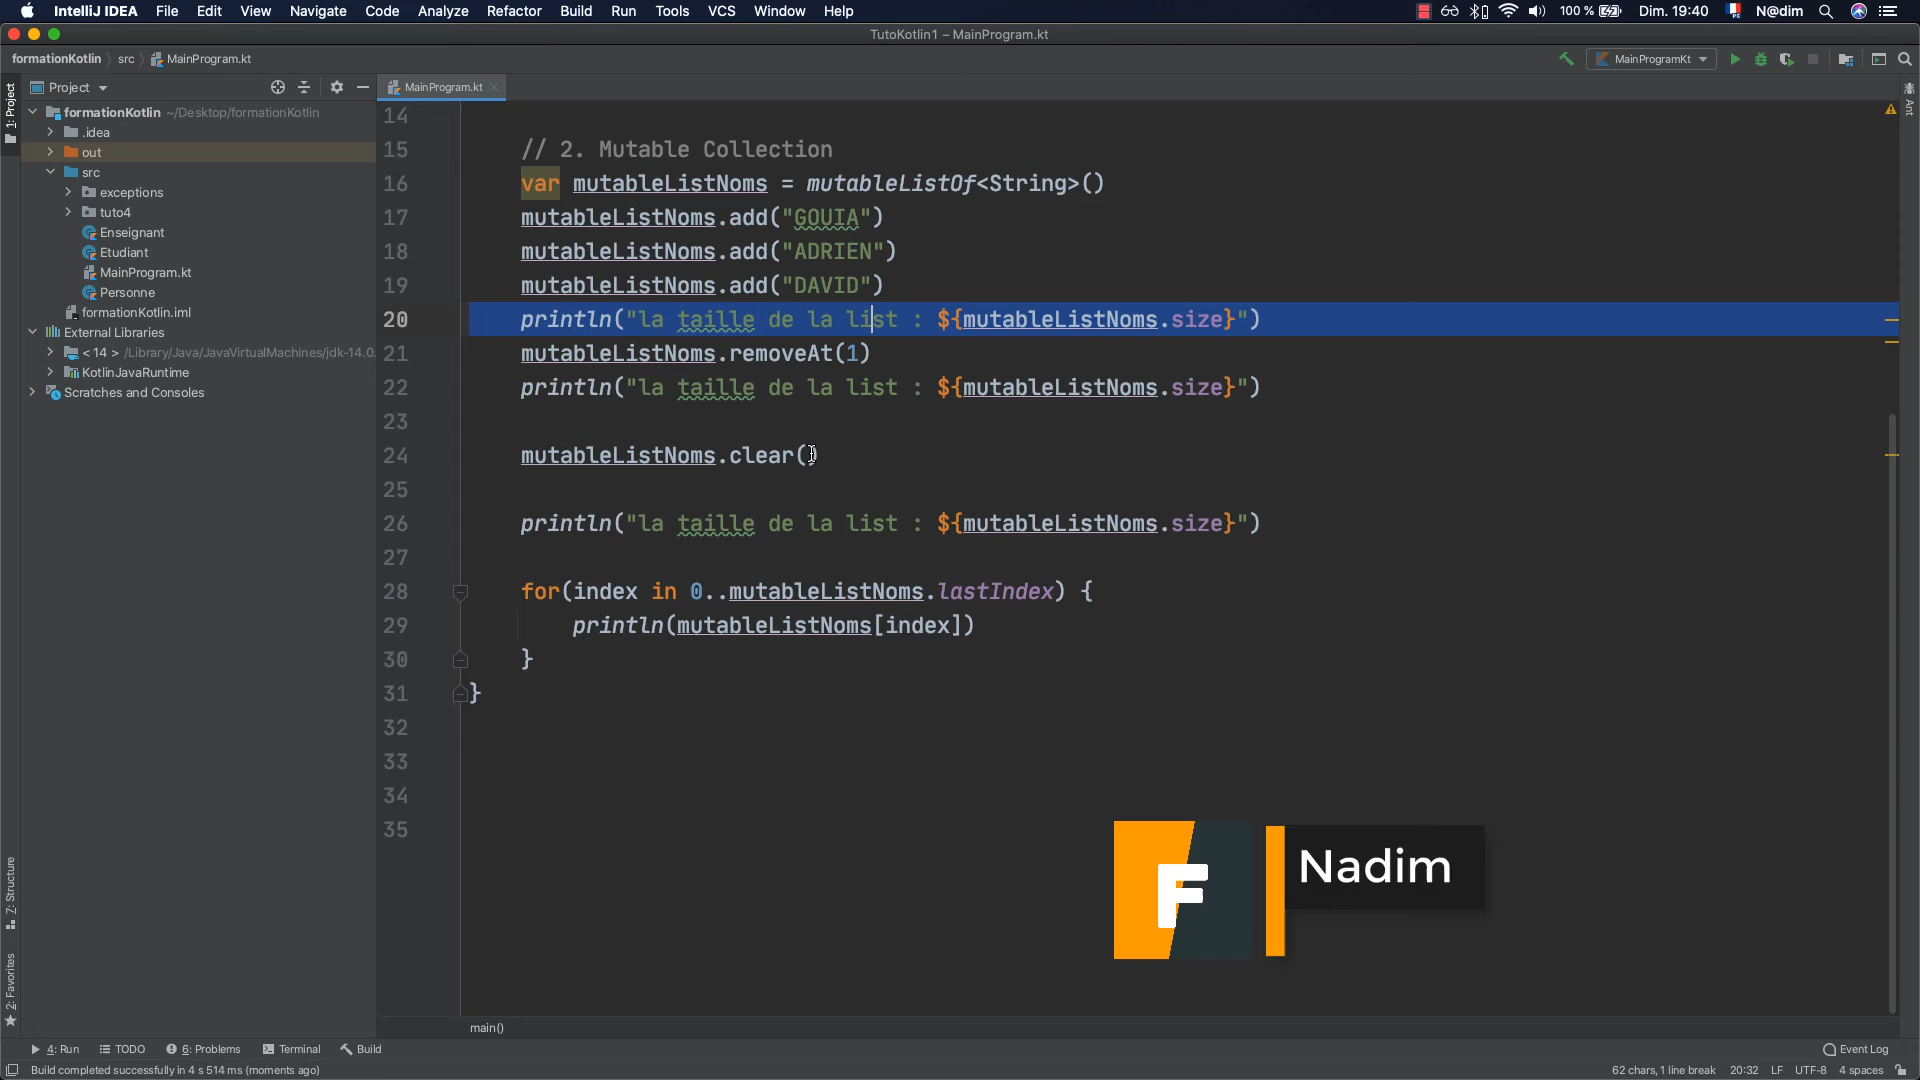 IntelliJ IDEA File Edit View Navigate Code Analyze Refactor Build Run Tools VCS Window Help 100 % Dim. 19:40 N@dim
TutoKotlin1 – MainProgram.kt
formationKotlin src MainProgram.kt MainProgramKt
Project MainProgram.kt
1: Project
Ant
formationKotlin ~/Desktop/formationKotlin
.idea
out
src
exceptions
tuto4
Enseignant
Etudiant
MainProgram.kt
Personne
formationKotlin.iml
External Libraries
< 14 > /Library/Java/JavaVirtualMachines/jdk-14.0.
KotlinJavaRuntime
Scratches and Consoles
14
15 // 2. Mutable Collection
16 var mutableListNoms = mutableListOf<String>()
17 mutableListNoms.add("GOUIA")
18 mutableListNoms.add("ADRIEN")
19 mutableListNoms.add("DAVID")
20 println("la taille de la list : ${mutableListNoms.size}")
21 mutableListNoms.removeAt(1)
22 println("la taille de la list : ${mutableListNoms.size}")
23
24 mutableListNoms.clear()
25
26 println("la taille de la list : ${mutableListNoms.size}")
27
28 for(index in 0..mutableListNoms.lastIndex) {
29 println(mutableListNoms[index])
30 }
31 }
32
33
34
35
F Nadim
7: Structure
2: Favorites
main()
4: Run TODO 6: Problems Terminal Build Event Log
Build completed successfully in 4 s 514 ms (moments ago) 62 chars, 1 line break 20:32 LF UTF-8 4 spaces